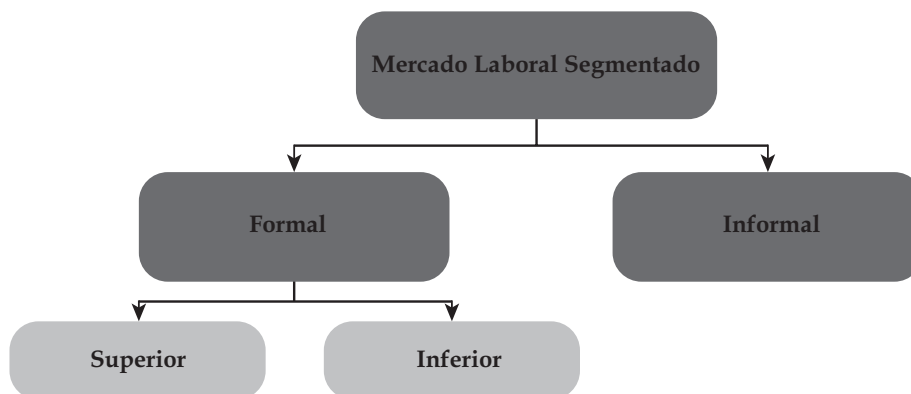 Mercado Laboral Segmentado
Formal
Informal
Superior
Inferior